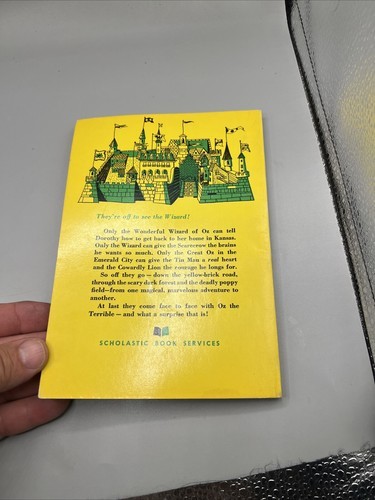 They're off to see the Wizard!
Only the Wonderful Wizard of Oz can tell
Dorothy how to get back to her home in Kansas.
Only the Wizard can give the Scarecrow the brains
he wants so much. Only the Great Oz in the
Emerald City can give the Tin Man a real heart
and the Cowardly Lion the courage he longs for.
So off they go — down the yellow-brick road,
through the scary dark forest and the deadly poppy
field — from one magical, marvelous adventure to
another.
At last they come face to face with Oz the
Terrible — and what a surprise that is!
SCHOLASTIC BOOK SERVICES